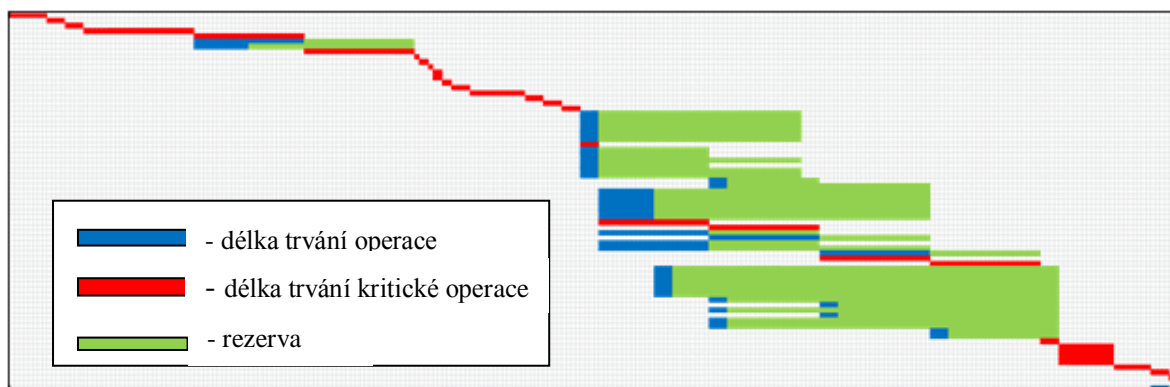 - délka trvání operace
- délka trvání kritické operace
- rezerva